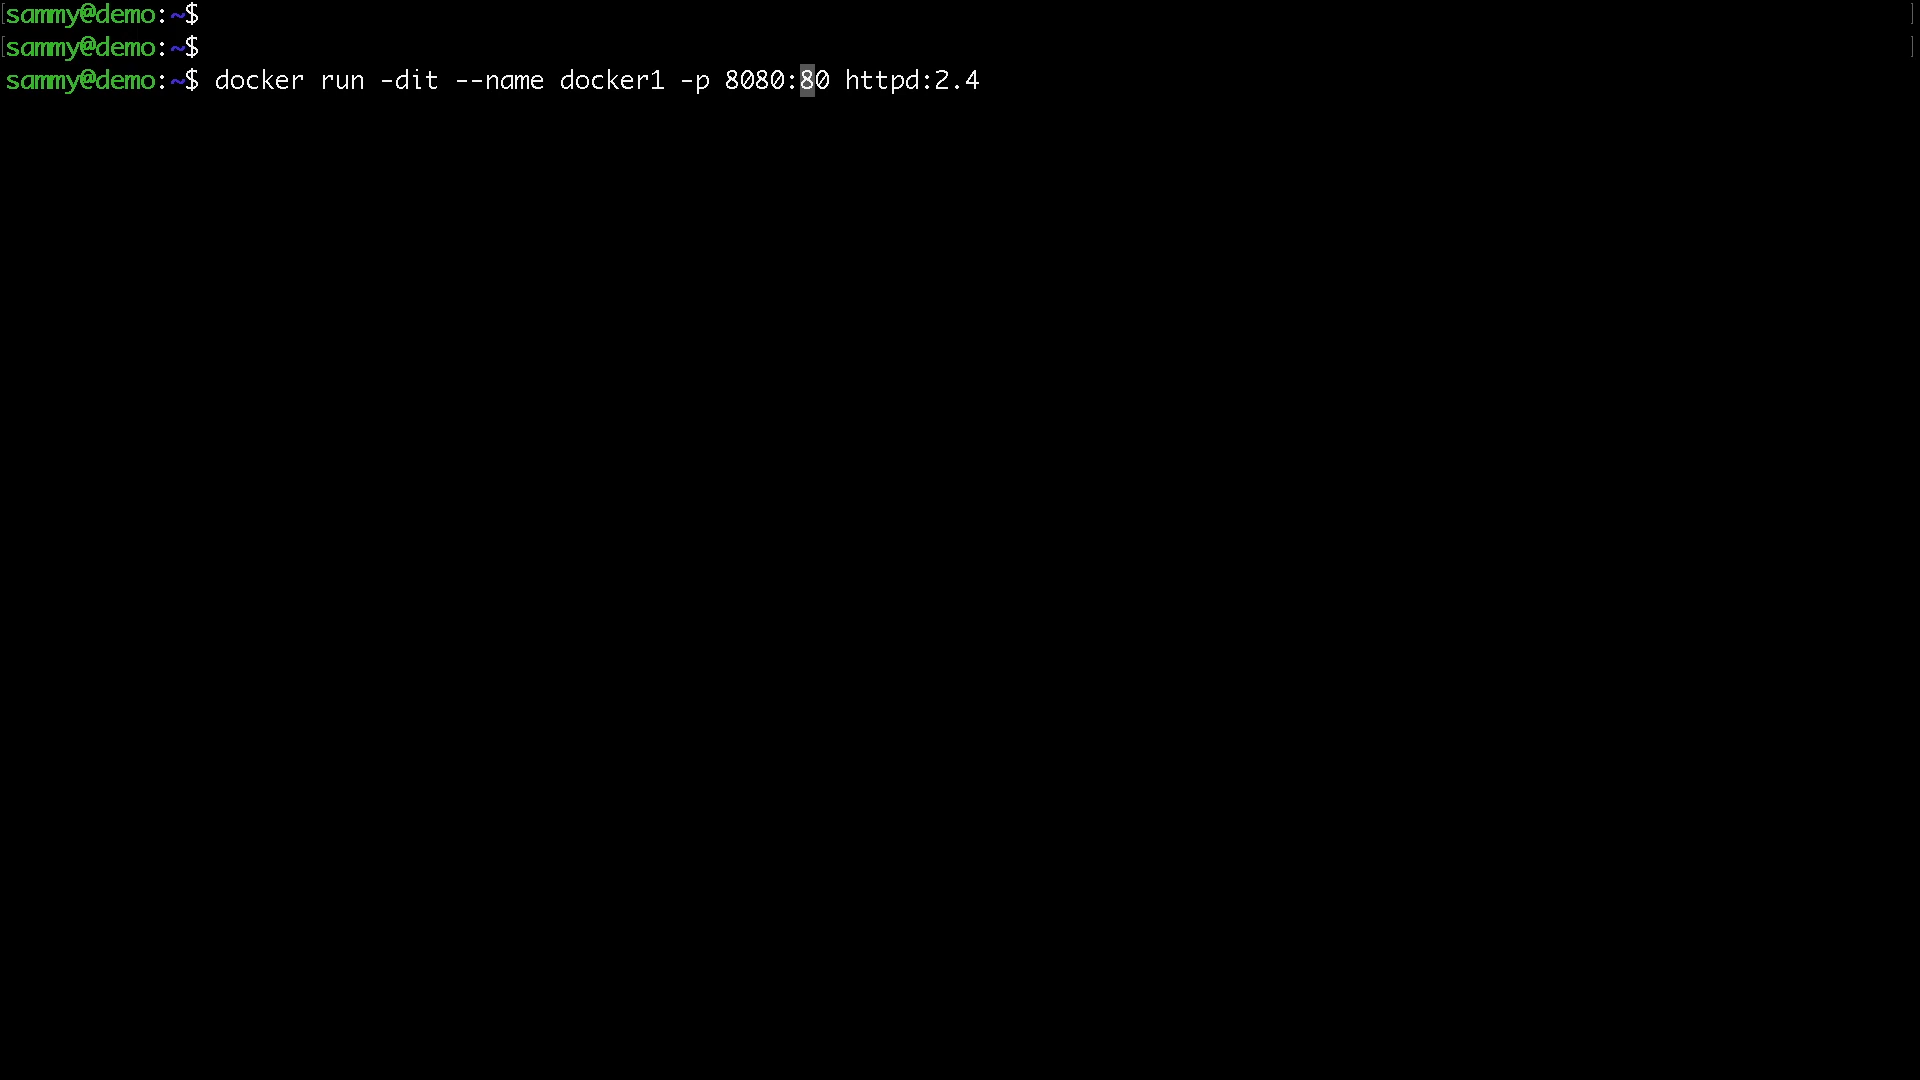 [sammy@demo:~$ ]
[sammy@demo:~$ ]
sammy@demo:~$ docker run -dit --name docker1 -p 8080:80 httpd:2.4